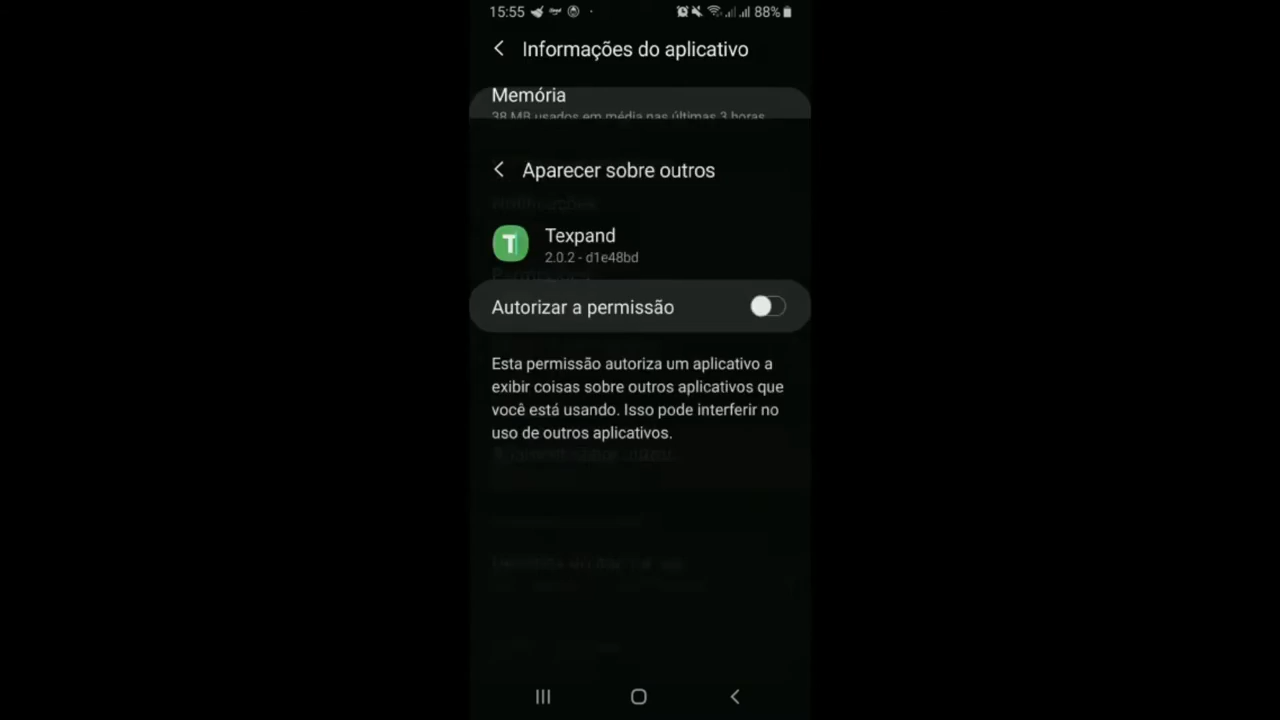 15:55 88%
Informações do aplicativo
Memória
38 MB usados em média nas últimas 3 horas
Aparecer sobre outros
Notificações
T
Texpand
2.0.2 - d1e48bd
Permissões
Autorizar a permissão
Esta permissão autoriza um aplicativo a
exibir coisas sobre outros aplicativos que
você está usando. Isso pode interferir no
uso de outros aplicativos.